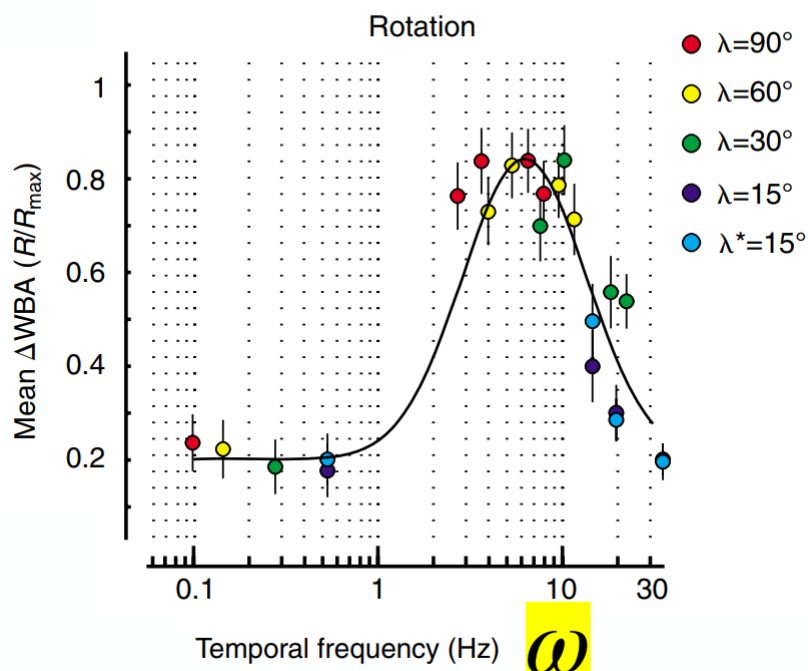 Rotation
λ=90°
λ=60°
λ=30°
λ=15°
λ*=15°
Mean ΔWBA (R/Rmax)
1
0.8
0.6
0.4
0.2
0.1 1 10 30
Temporal frequency (Hz) ω